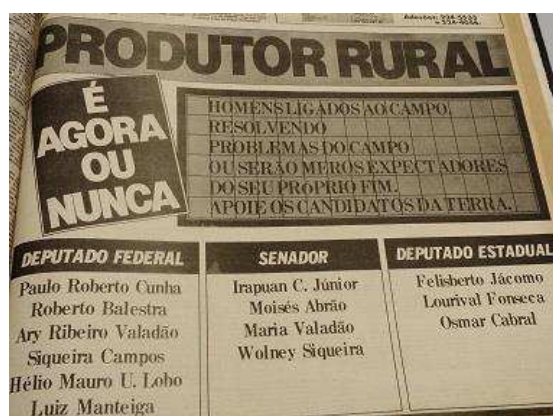 PRODUTOR RURAL
É
AGORA
OU
NUNCA
HOMENS LIGADOS AO CAMPO,
RESOLVENDO
PROBLEMAS DO CAMPO
OU SERÃO MEROS EXPECTADORES
DO SEU PRÓPRIO FIM.
APOIE OS CANDIDATOS DA TERRA.
DEPUTADO FEDERAL
Paulo Roberto Cunha
Roberto Balestra
Ary Ribeiro Valadão
Siqueira Campos
Hélio Mauro U. Lobo
Luiz Manteiga
SENADOR
Irapuan C. Júnior
Moisés Abrão
Maria Valadão
Wolney Siqueira
DEPUTADO ESTADUAL
Felisberto Jácomo
Lourival Fonseca
Osmar Cabral